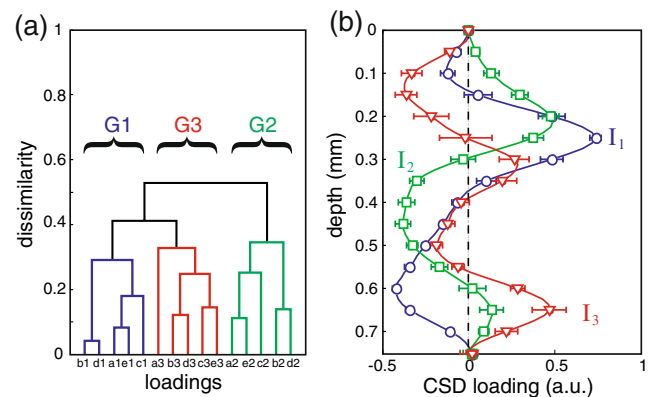 (a)
1
0.8
0.6
0.4
0.2
0
dissimilarity
G1 G3 G2
b1 d1 a1e1 c1 a3 b3 d3 c3e3 a2 e2 c2 b2 d2
loadings
(b)
0
0.1
0.2
0.3
0.4
0.5
0.6
0.7
depth (mm)
I1
I2
I3
-0.5 0 0.5 1
CSD loading (a.u.)